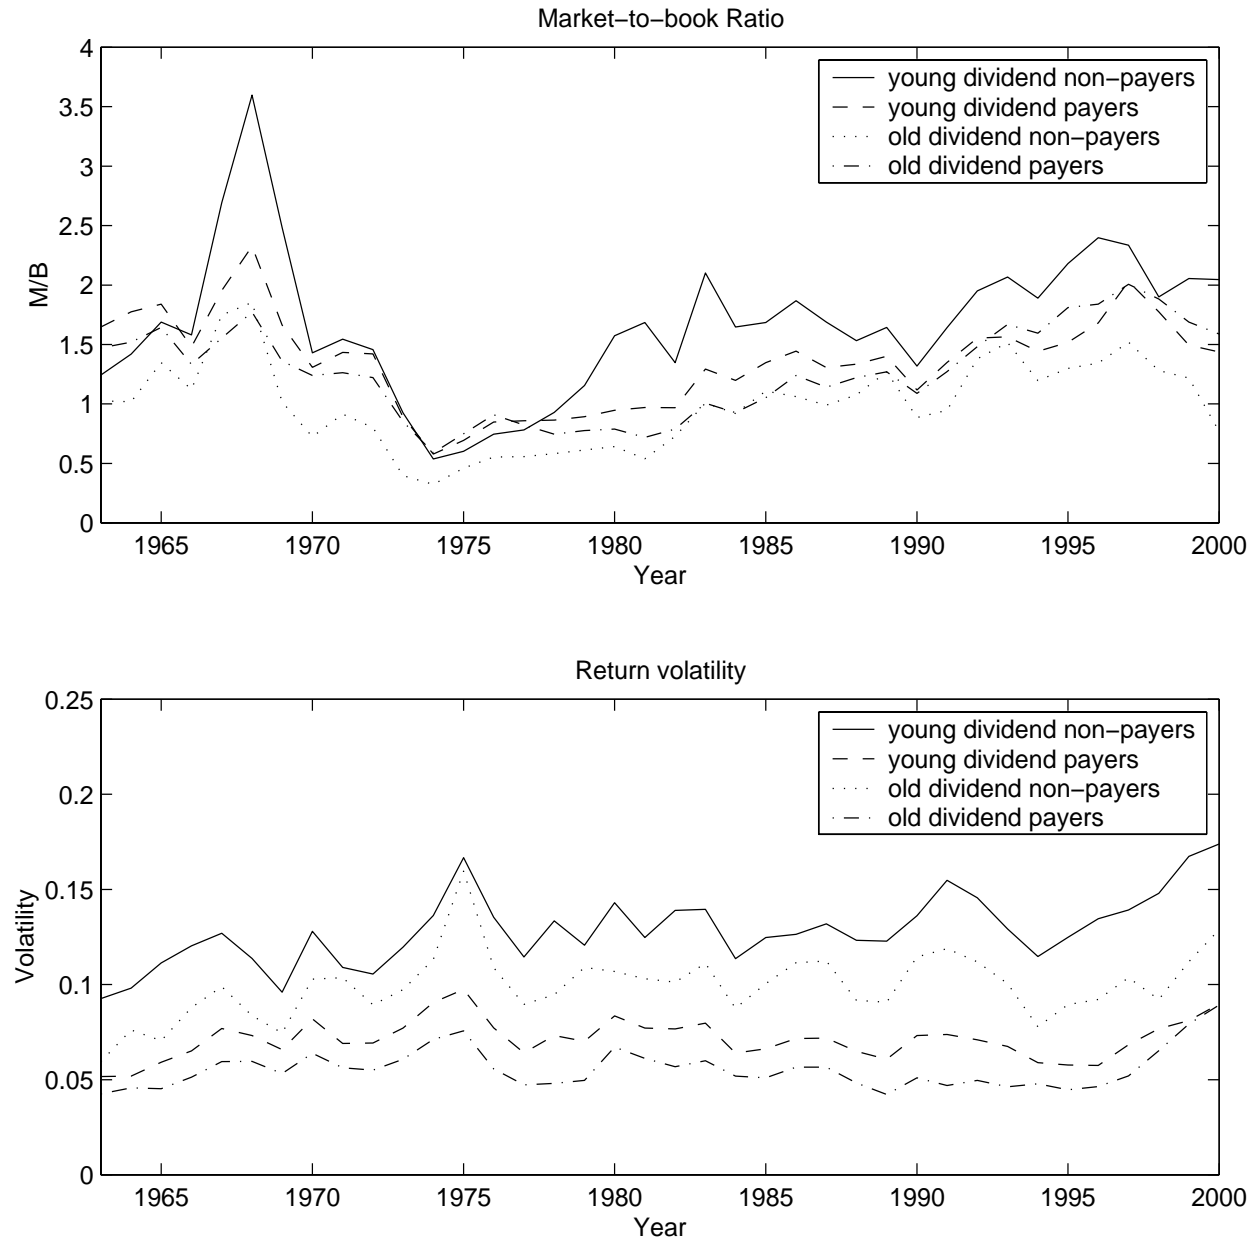 Market−to−book Ratio
4
3.5
3
2.5
2
1.5
1
0.5
0
M/B
young dividend non−payers
young dividend payers
old dividend non−payers
old dividend payers
1965 1970 1975 1980 1985 1990 1995 2000
Year
Return volatility
0.25
0.2
0.15
0.1
0.05
0
Volatility
young dividend non−payers
young dividend payers
old dividend non−payers
old dividend payers
1965 1970 1975 1980 1985 1990 1995 2000
Year